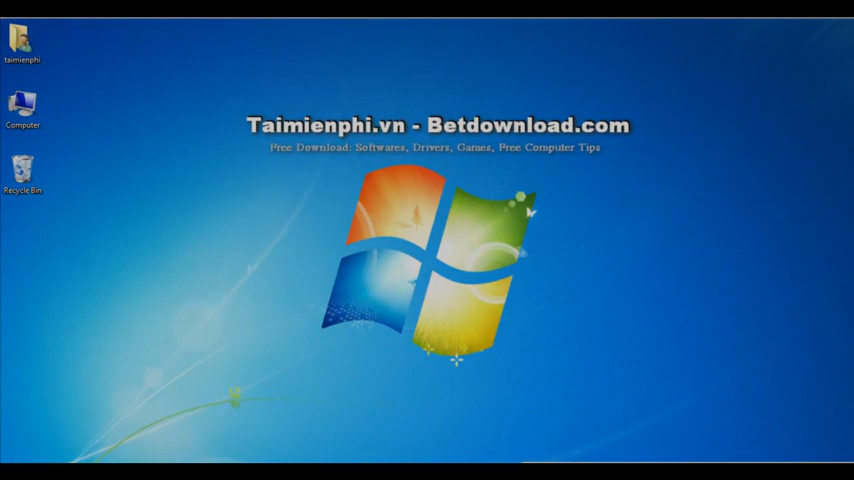 taimienphi
Computer
Recycle Bin
Taimienphi.vn - Betdownload.com
Free Download: Softwares, Drivers, Games, Free Computer Tips